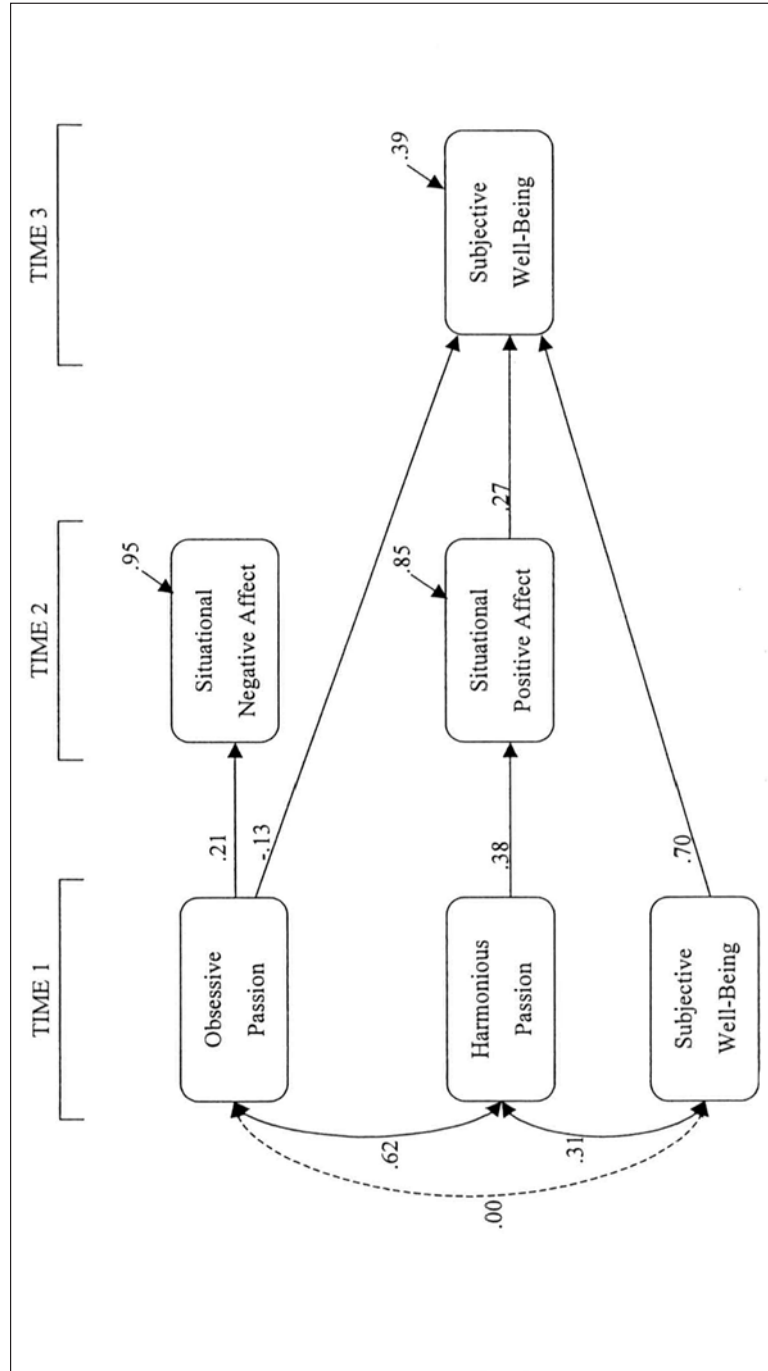 TIME 1
TIME 2
TIME 3
Obsessive
Passion
.21
-.13
Situational
Negative Affect
.95
.62
Harmonious
Passion
.38
Situational
Positive Affect
.85
.27
Subjective
Well-Being
.39
.00
.31
Subjective
Well-Being
.70